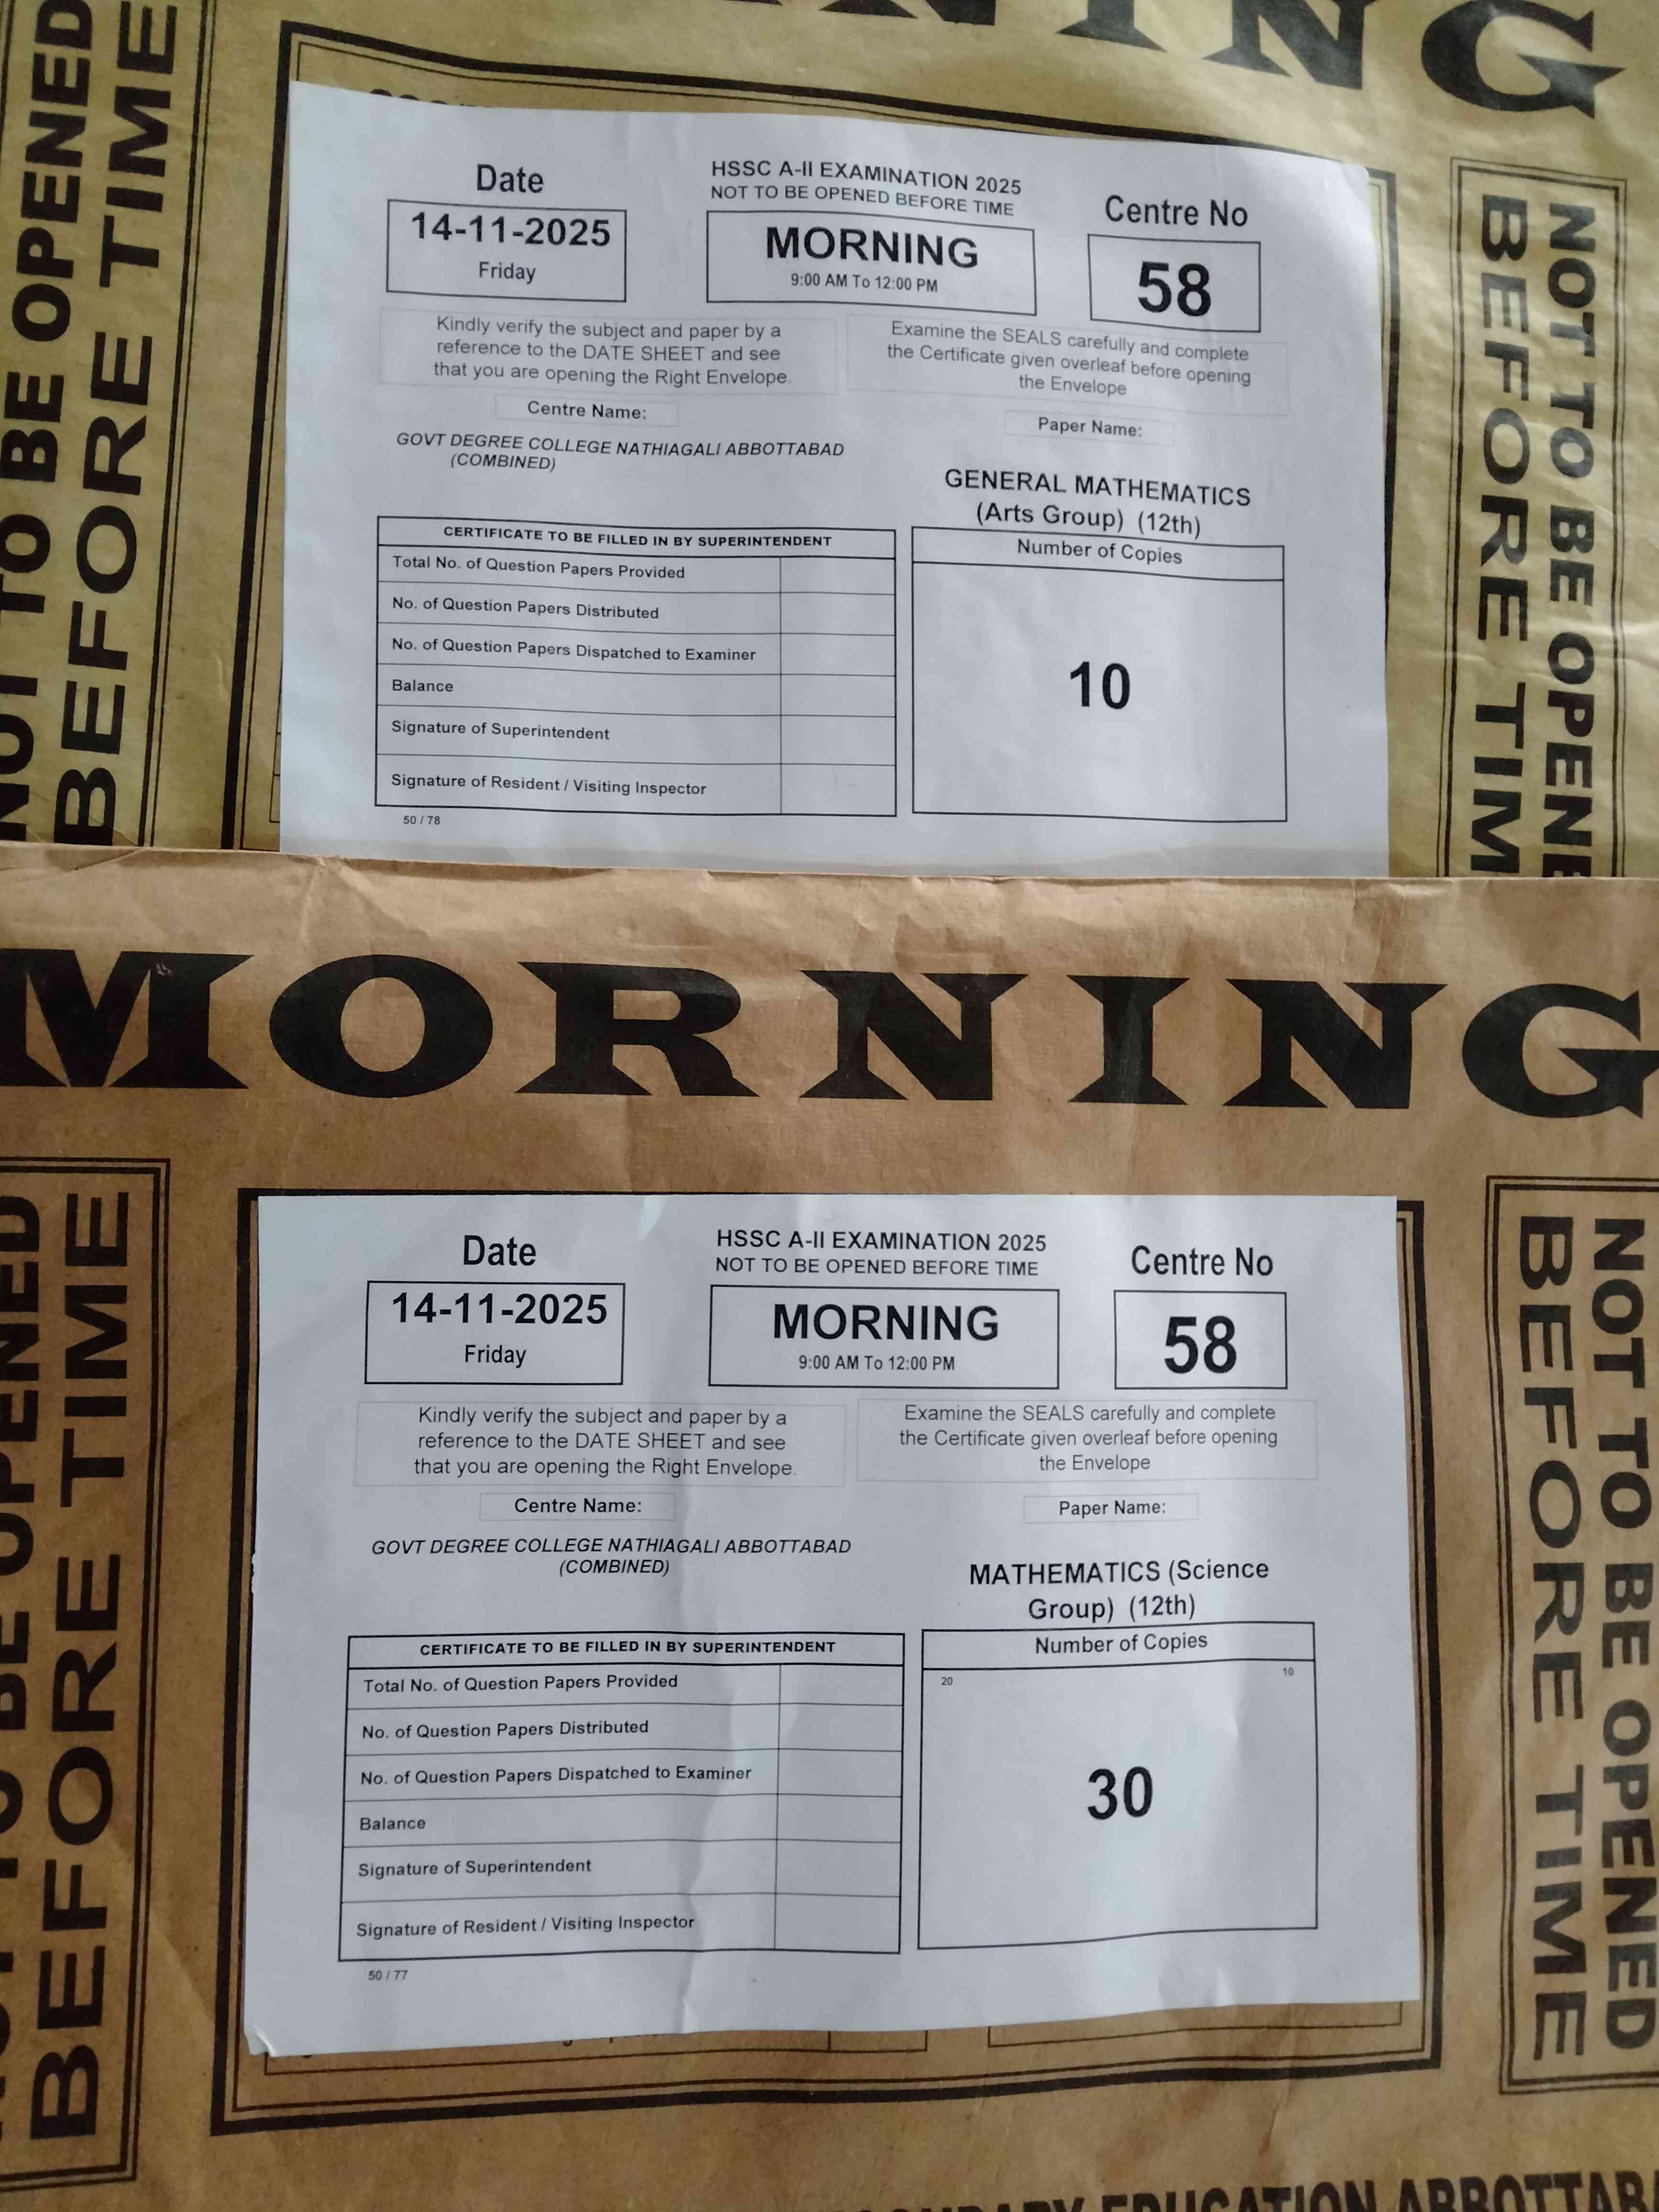 MORNING
NOT TO BE OPENED
BEFORE TIME
Date
14-11-2025
Friday
HSSC A-II EXAMINATION 2025
NOT TO BE OPENED BEFORE TIME
MORNING
9:00 AM To 12:00 PM
Centre No
58
Kindly verify the subject and paper by a
reference to the DATE SHEET and see
that you are opening the Right Envelope.
Examine the SEALS carefully and complete
the Certificate given overleaf before opening
the Envelope
Centre Name:
GOVT DEGREE COLLEGE NATHIAGALI ABBOTTABAD
(COMBINED)
Paper Name:
GENERAL MATHEMATICS
(Arts Group) (12th)
CERTIFICATE TO BE FILLED IN BY SUPERINTENDENT
Total No. of Question Papers Provided
No. of Question Papers Distributed
No. of Question Papers Dispatched to Examiner
Balance
Signature of Superintendent
Signature of Resident / Visiting Inspector
50 / 78
Number of Copies
10
NOT TO BE OPENE
BEFORE TIM
MORNING
NOT TO BE OPENED
BEFORE TIME
Date
14-11-2025
Friday
HSSC A-II EXAMINATION 2025
NOT TO BE OPENED BEFORE TIME
MORNING
9:00 AM To 12:00 PM
Centre No
58
Kindly verify the subject and paper by a
reference to the DATE SHEET and see
that you are opening the Right Envelope.
Examine the SEALS carefully and complete
the Certificate given overleaf before opening
the Envelope
Centre Name:
GOVT DEGREE COLLEGE NATHIAGALI ABBOTTABAD
(COMBINED)
Paper Name:
MATHEMATICS (Science
Group) (12th)
CERTIFICATE TO BE FILLED IN BY SUPERINTENDENT
Total No. of Question Papers Provided
No. of Question Papers Distributed
No. of Question Papers Dispatched to Examiner
Balance
Signature of Superintendent
Signature of Resident / Visiting Inspector
50 / 77
Number of Copies
20 10
30
NOT TO BE OPENED
BEFORE TIME
EDUCATION ABBOTTABA